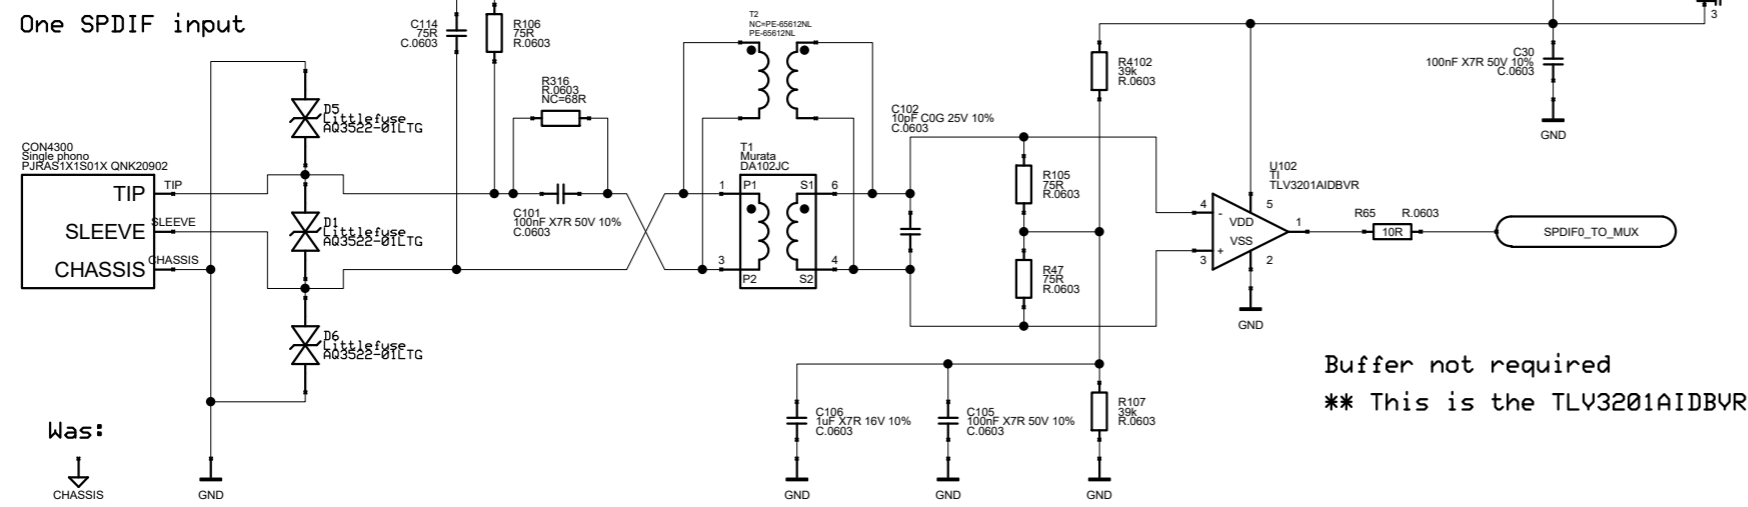 One SPDIF input
C114
75R
C.0603
R106
75R
R.0603
T2
NC=PE-65612NL
PE-65612NL
3
R4102
39k
R.0603
C30
100nF X7R 50V 10%
C.0603
GND
R316
R.0603
NC=68R
D5
Littlefuse
AQ3522-01LTG
C102
10pF C0G 25V 10%
C.0603
CON4300
Single phono
PJRAS1X1S01X QNK20902
T1
Murata
DA102JC
U102
TI
TLV3201AIDBVR
TIP
TIP
1
P1
S1
6
R105
75R
R.0603
C101
100nF X7R 50V 10%
C.0603
4
-
5
VDD
R65
R.0603
SLEEVE
SLEEVE
D1
Littlefuse
AQ3522-01LTG
1
10R
SPDIF0_TO_MUX
VSS
+
3
2
CHASSIS
CHASSIS
3
P2
S2
4
R47
75R
R.0603
GND
D6
Littlefuse
AQ3522-01LTG
Buffer not required
** This is the TLV3201AIDBVR
C106
1uF X7R 16V 10%
C.0603
C105
100nF X7R 50V 10%
C.0603
R107
39k
R.0603
Was:
CHASSIS
GND
GND
GND
GND